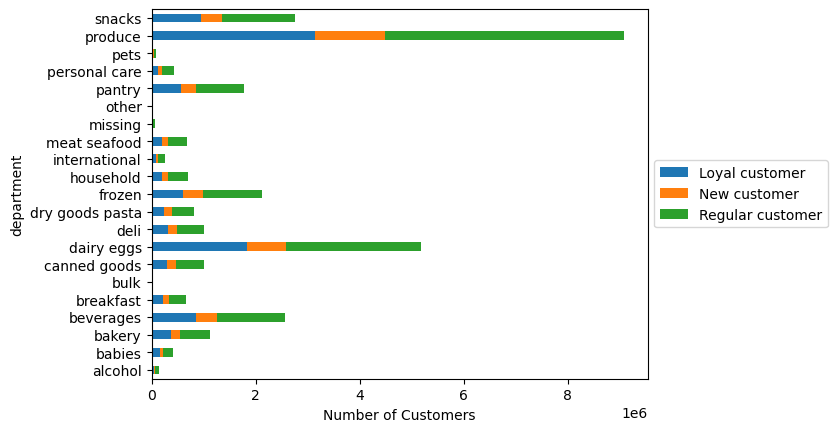 snacks
produce
pets
personal care
pantry
other
missing
meat seafood
international
household
frozen
dry goods pasta
deli
dairy eggs
canned goods
bulk
breakfast
beverages
bakery
babies
alcohol
department
0 2 4 6 8
1e6
Number of Customers
Loyal customer
New customer
Regular customer